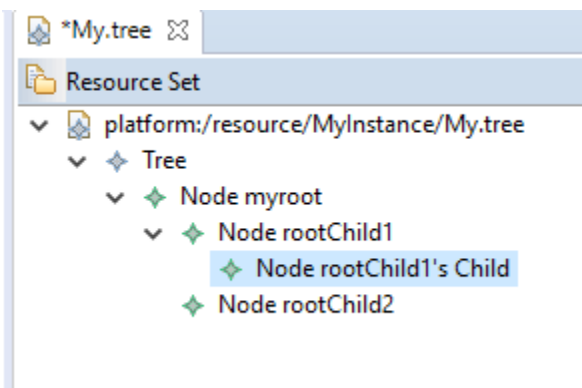 *My.tree
Resource Set
platform:/resource/MyInstance/My.tree
Tree
Node myroot
Node rootChild1
Node rootChild1's Child
Node rootChild2